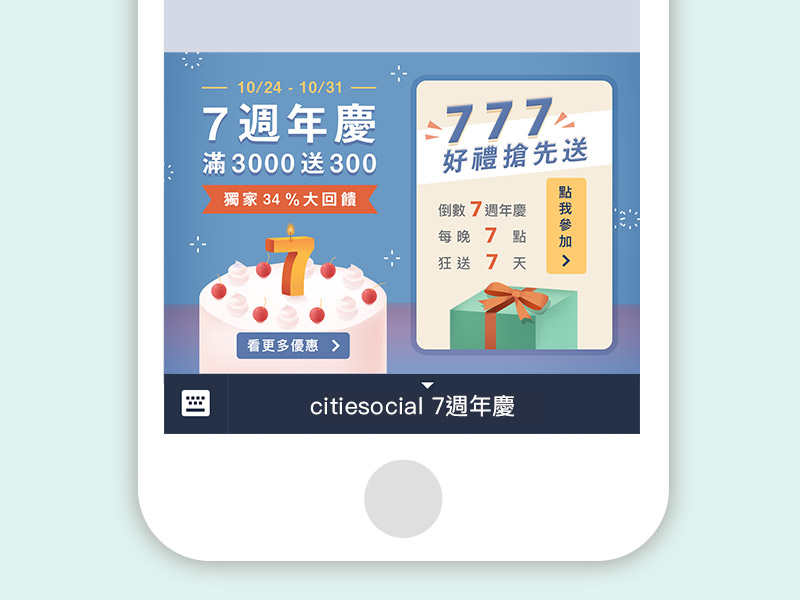 10/24 - 10/31
7週年慶
滿3000送300
獨家34%大回饋
7
看更多優惠
777
好禮搶先送
倒數7週年慶
每晚 7 點
狂送 7 天
點我參加
citiesocial 7週年慶